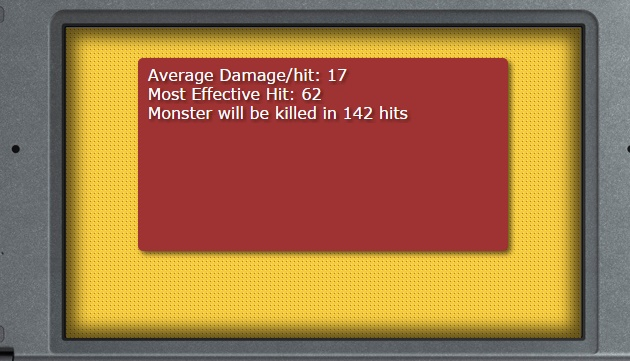 Average Damage/hit: 17
Most Effective Hit: 62
Monster will be killed in 142 hits